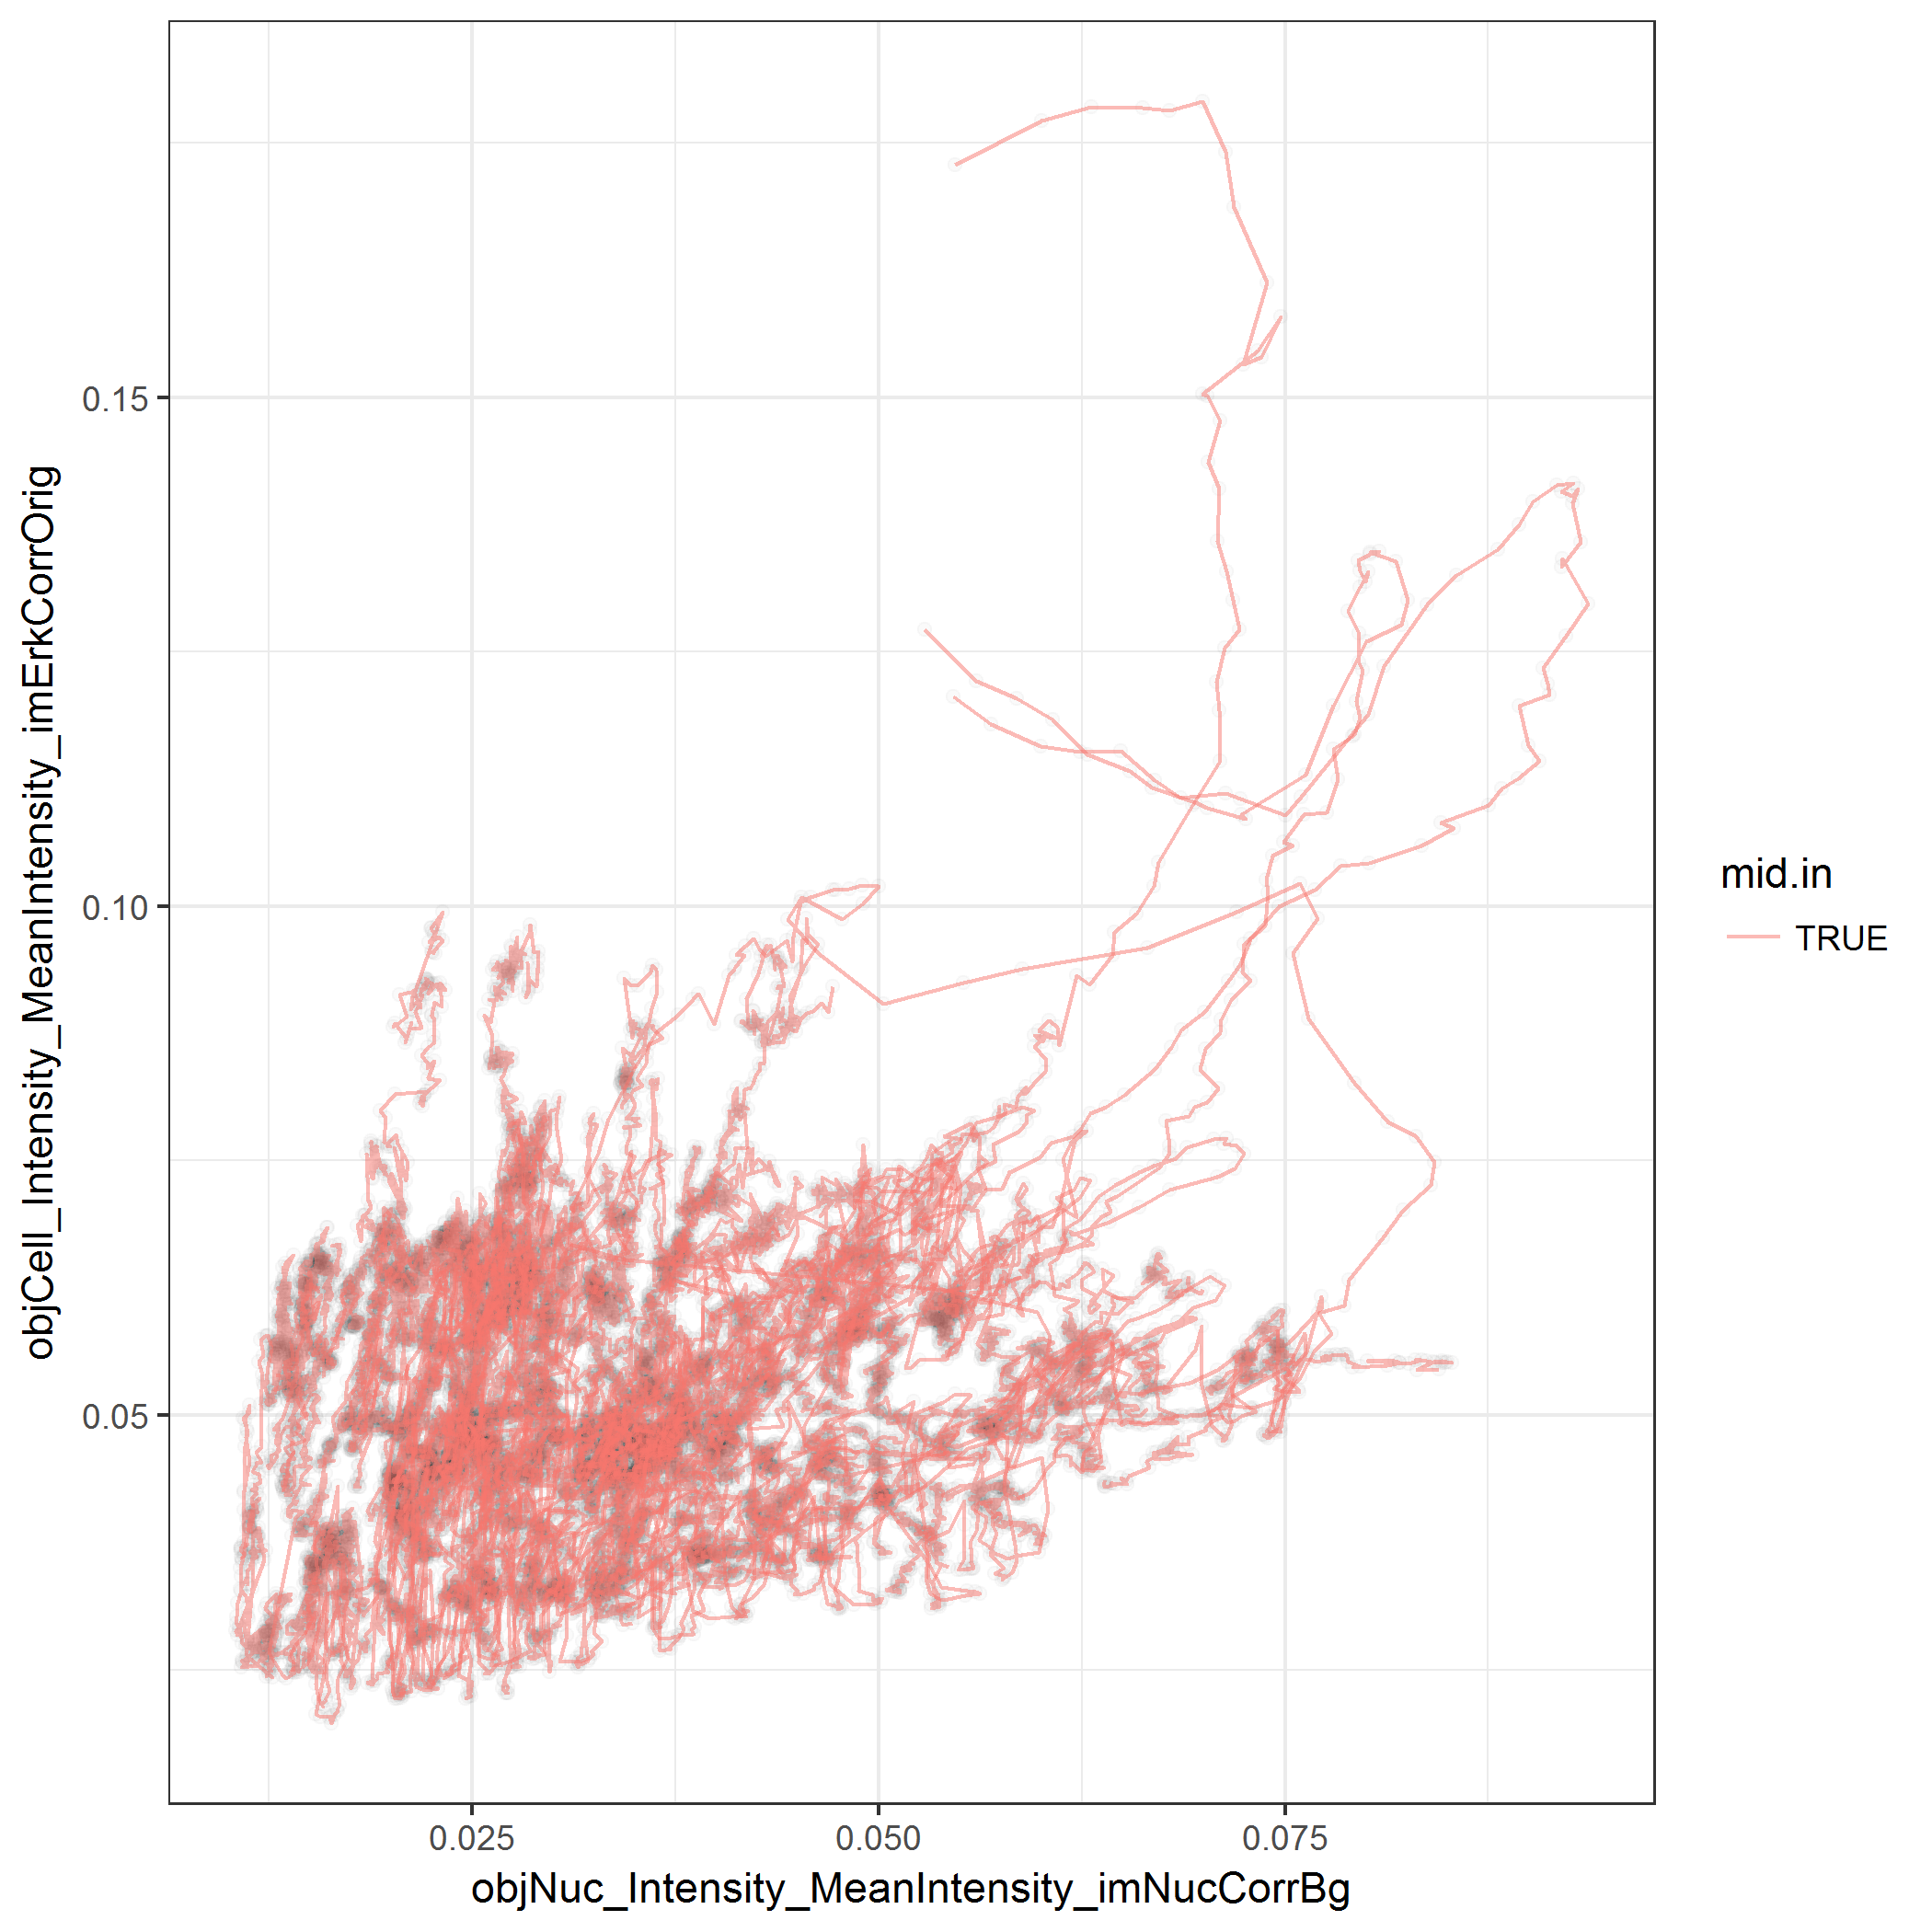 objCell_Intensity_MeanIntensity_imErkCorrOrig
0.15
0.10
0.05
0.025
0.050
0.075
objNuc_Intensity_MeanIntensity_imNucCorrBg
mid.in
TRUE